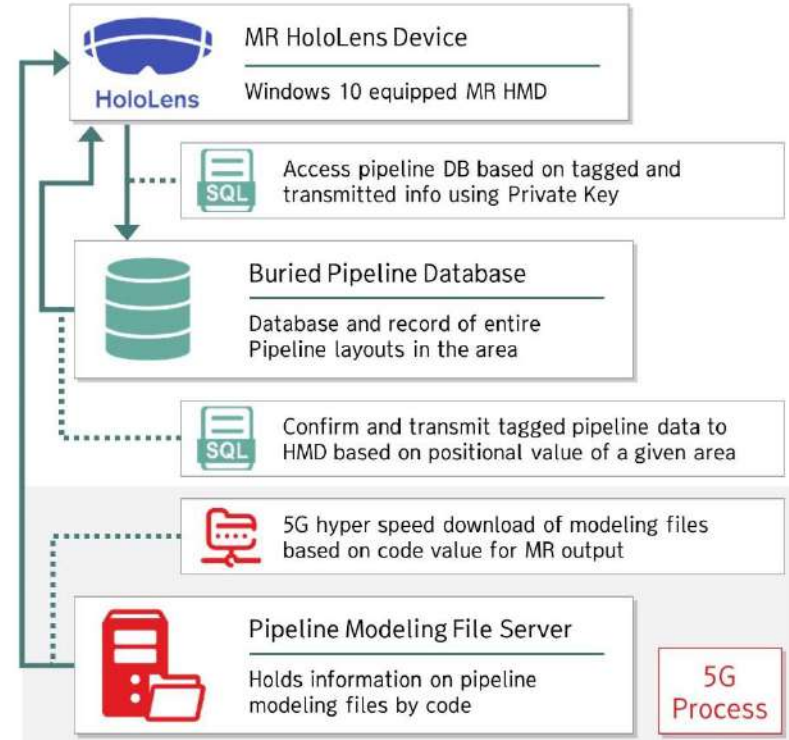 MR HoloLens Device
HoloLens
Windows 10 equipped MR HMD
SQL
Access pipeline DB based on tagged and
transmitted info using Private Key
Buried Pipeline Database
Database and record of entire
Pipeline layouts in the area
SQL
Confirm and transmit tagged pipeline data to
HMD based on positional value of a given area
5G hyper speed download of modeling files
based on code value for MR output
Pipeline Modeling File Server
Holds information on pipeline
modeling files by code
5G
Process